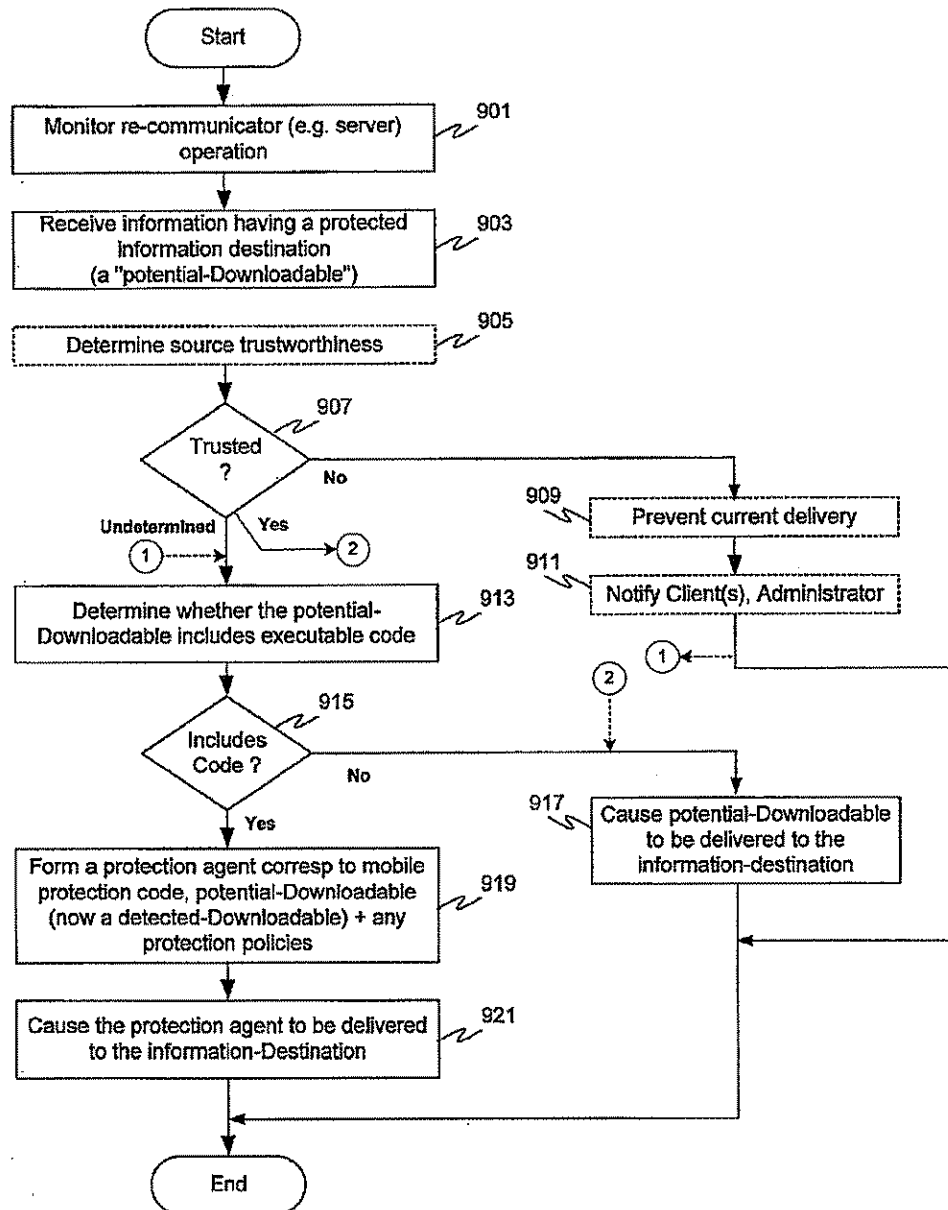 Start
Monitor re-communicator (e.g. server)
operation
901
Receive information having a protected
information destination
(a "potential-Downloadable")
903
Determine source trustworthiness
905
907
Trusted
?
No
Undetermined
Yes
1
2
909
Prevent current delivery
911
Notify Client(s), Administrator
Determine whether the potential-
Downloadable includes executable code
913
1
2
915
Includes
Code ?
No
Yes
917
Cause potential-Downloadable
to be delivered to the
information-destination
Form a protection agent corresp to mobile
protection code, potential-Downloadable
(now a detected-Downloadable) + any
protection policies
919
Cause the protection agent to be delivered
to the information-Destination
921
End